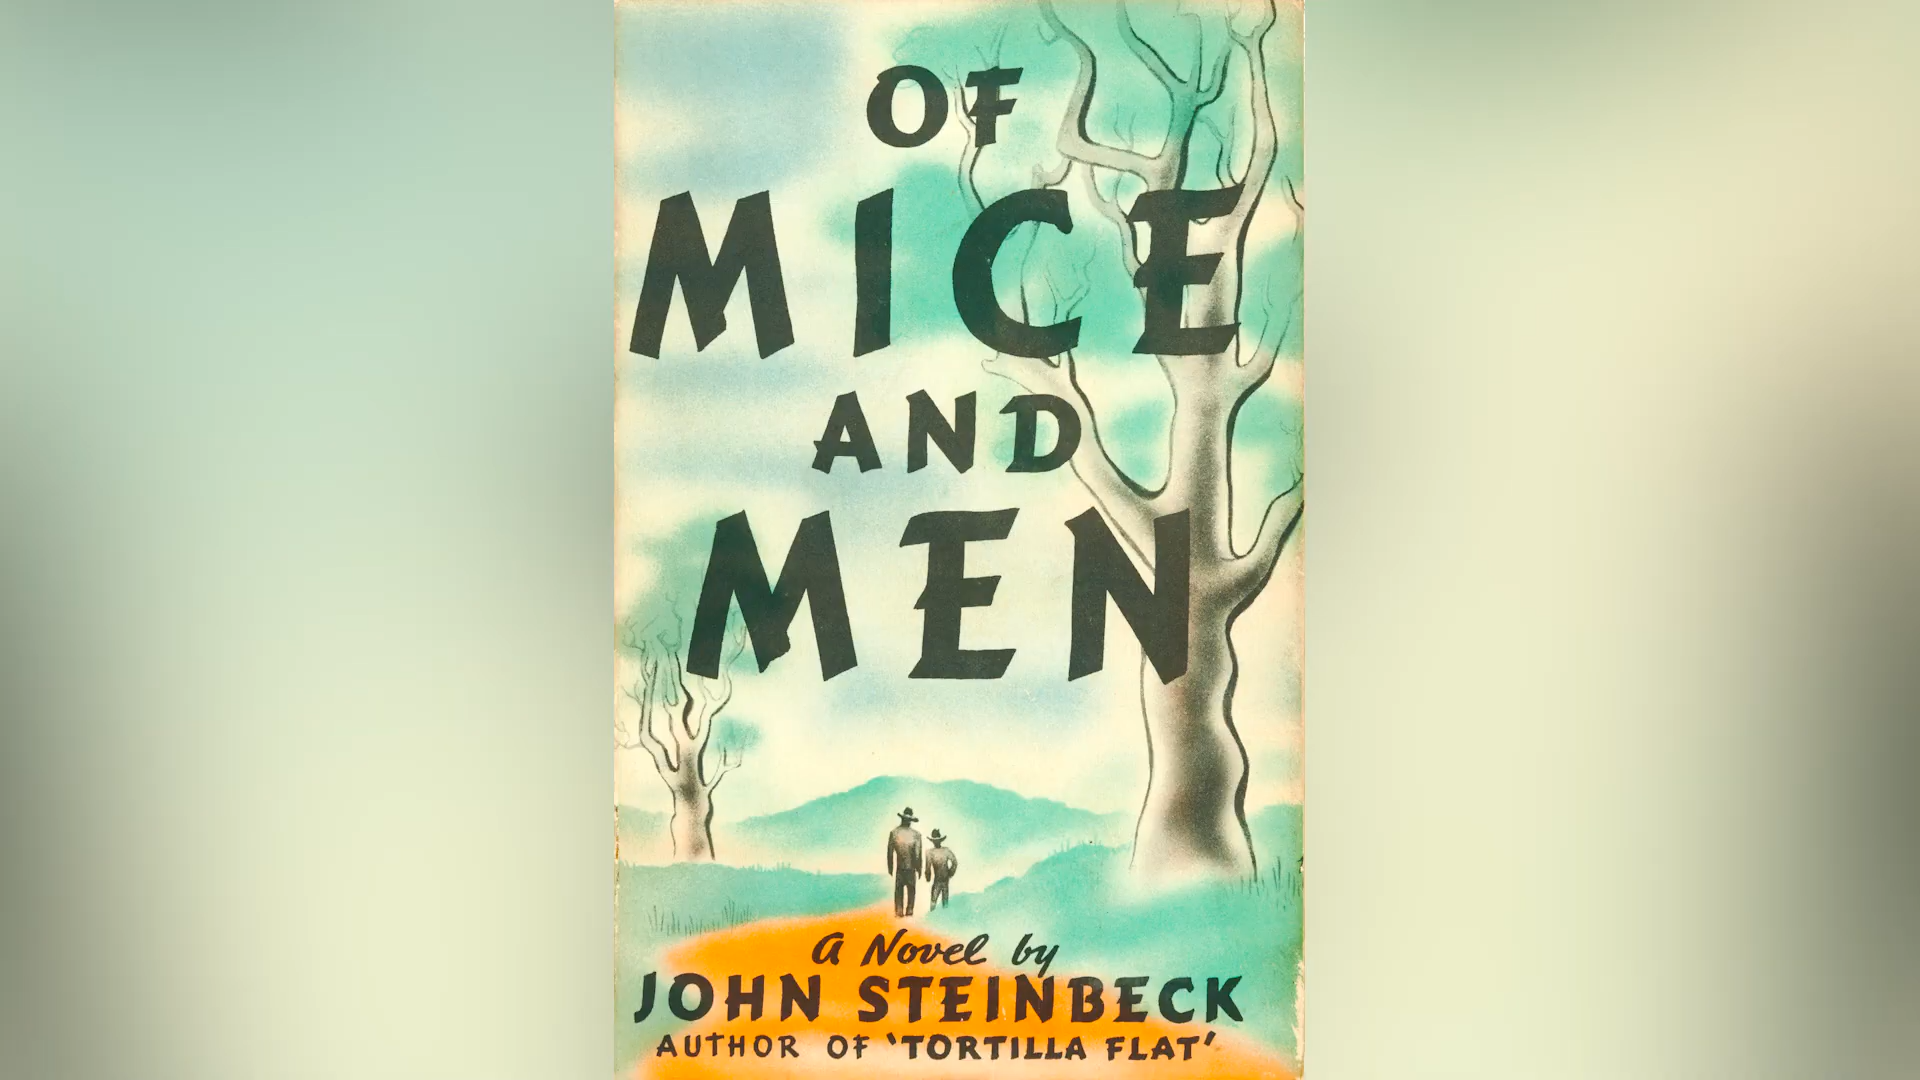 OF
MICE
AND
MEN
A Novel by
JOHN STEINBECK
AUTHOR OF 'TORTILLA FLAT'